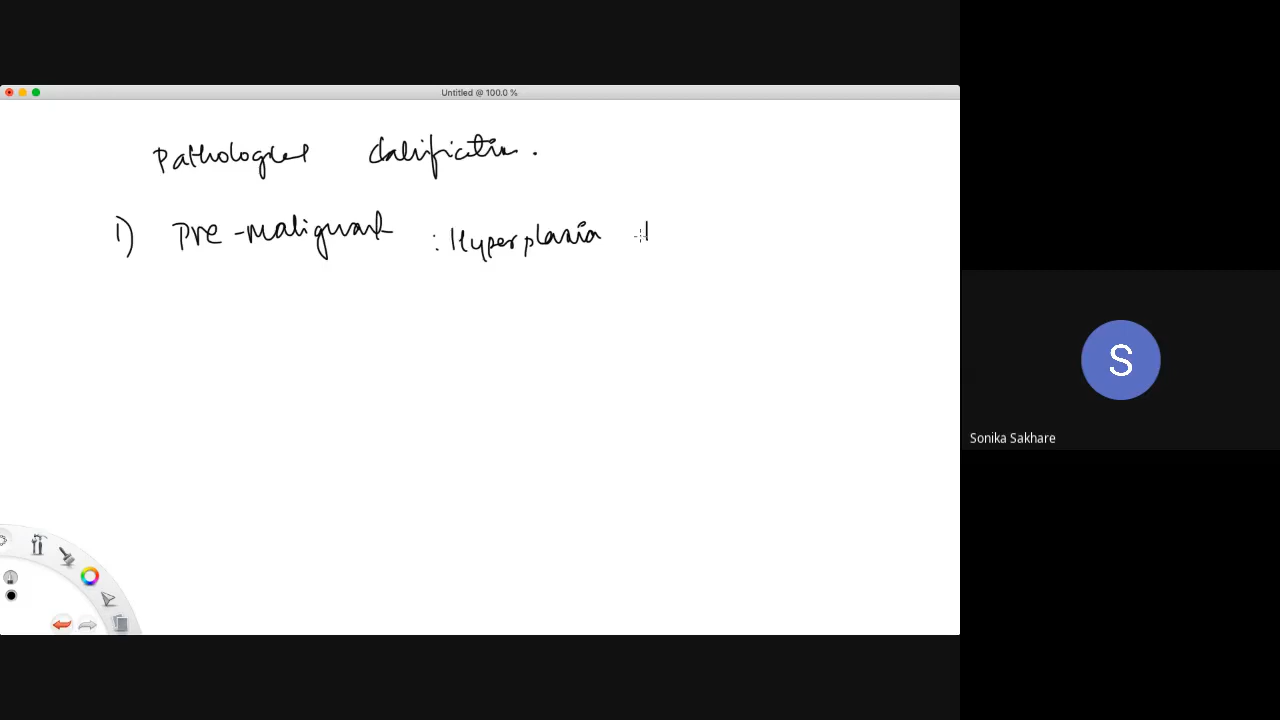 Untitled @ 100.0 %
Pathological classification.
1) Pre-malignant : Hyperplasia
S
Sonika Sakhare